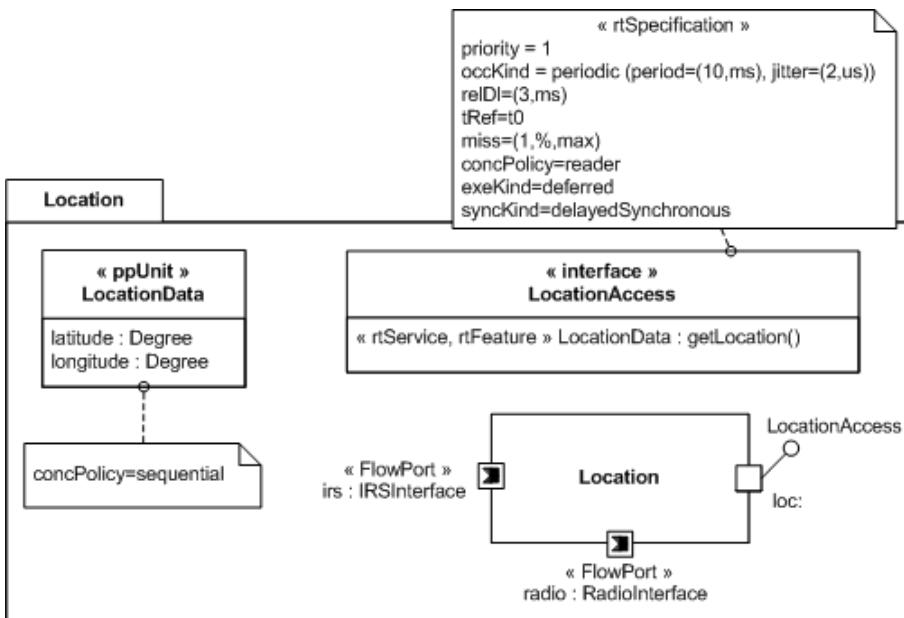 « rtSpecification »
priority = 1
occKind = periodic (period=(10,ms), jitter=(2,us))
relDl=(3,ms)
tRef=t0
miss=(1,%,max)
concPolicy=reader
exeKind=deferred
syncKind=delayedSynchronous
Location
« ppUnit »
LocationData
latitude : Degree
longitude : Degree
concPolicy=sequential
« interface »
LocationAccess
« rtService, rtFeature » LocationData : getLocation()
« FlowPort »
irs : IRSInterface
Location
LocationAccess
loc:
« FlowPort »
radio : RadioInterface